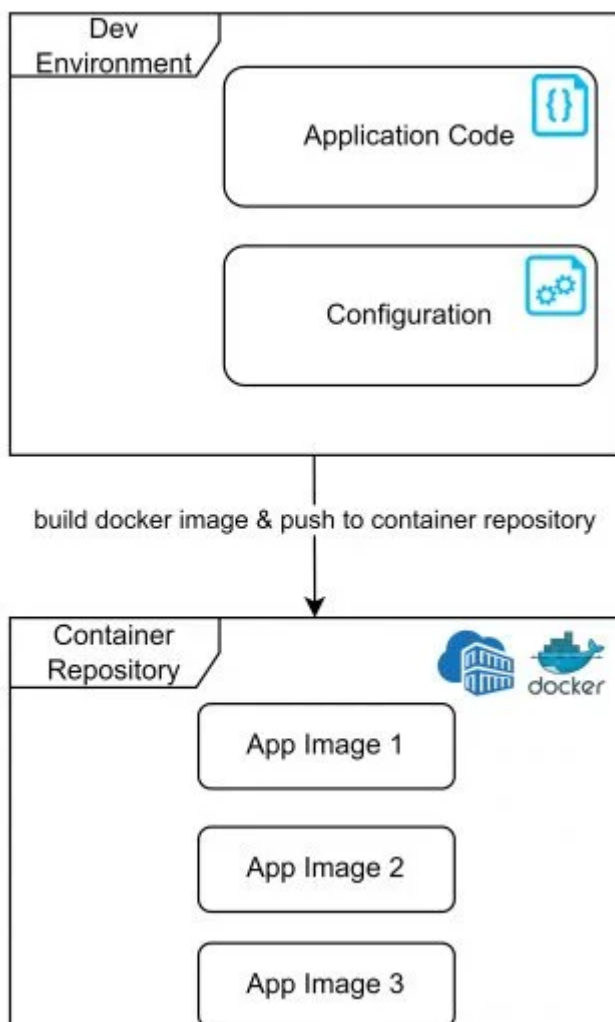 Dev
Environment
{}
Application Code
Configuration
build docker image & push to container repository
Container
Repository
docker
App Image 1
App Image 2
App Image 3